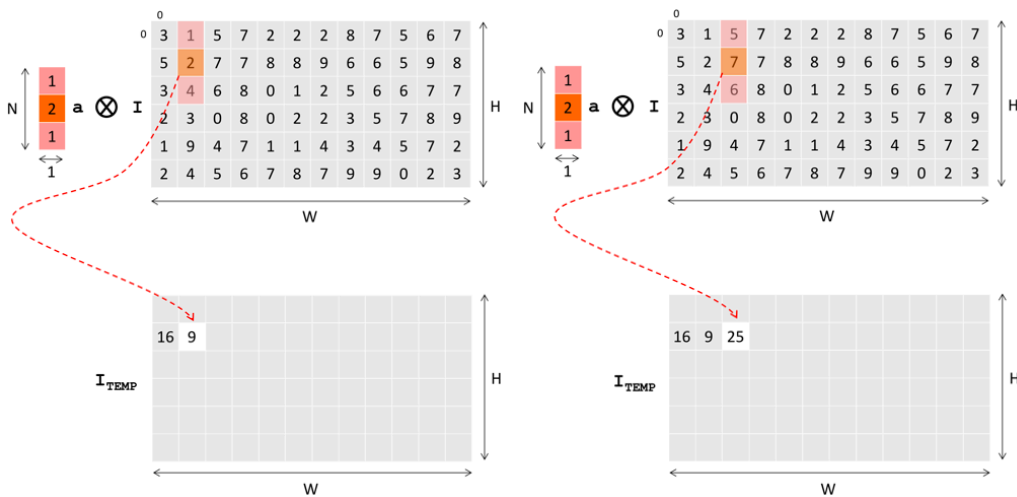 0
0 3 1 5 7 2 2 2 8 7 5 6 7
5 2 7 7 8 8 9 6 6 5 9 8
3 4 6 8 0 1 2 5 6 6 7 7
2 3 0 8 0 2 2 3 5 7 8 9
1 9 4 7 1 1 4 3 4 5 7 2
2 4 5 6 7 8 7 9 9 0 2 3
N
1
2
1
1
a ⊗ I
H
W
16 9
I TEMP
H
W
0
0 3 1 5 7 2 2 2 8 7 5 6 7
5 2 7 7 8 8 9 6 6 5 9 8
3 4 6 8 0 1 2 5 6 6 7 7
2 3 0 8 0 2 2 3 5 7 8 9
1 9 4 7 1 1 4 3 4 5 7 2
2 4 5 6 7 8 7 9 9 0 2 3
N
1
2
1
1
a ⊗ I
H
W
16 9 25
I TEMP
H
W